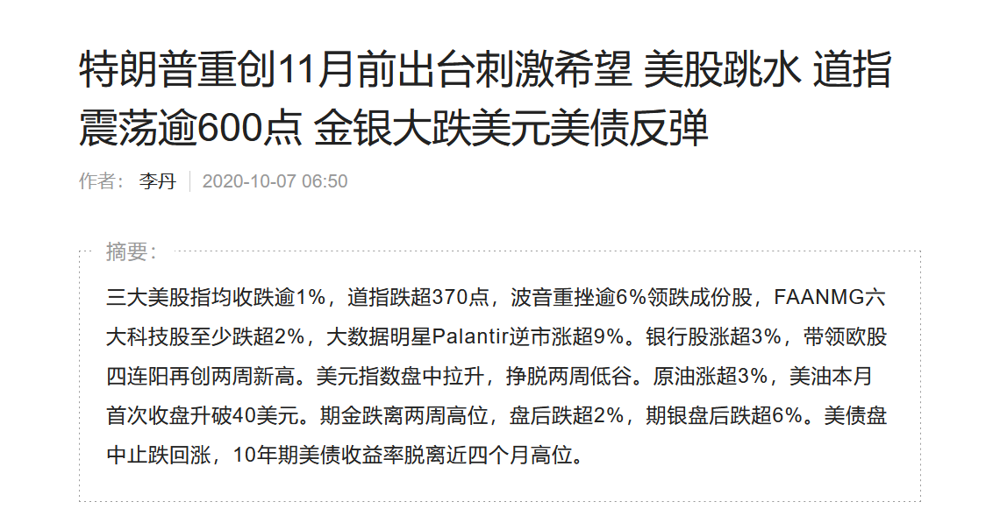 特朗普重创11月前出台刺激希望 美股跳水 道指
震荡逾600点 金银大跌美元美债反弹
作者： 李丹 2020-10-07 06:50
摘要：
三大美股指均收跌逾1%，道指跌超370点，波音重挫逾6%领跌成份股，FAANMG六
大科技股至少跌超2%，大数据明星Palantir逆市涨超9%。银行股涨超3%，带领欧股
四连阳再创两周新高。美元指数盘中拉升，挣脱两周低谷。原油涨超3%，美油本月
首次收盘升破40美元。期金跌离两周高位，盘后跌超2%，期银盘后跌超6%。美债盘
中止跌回涨，10年期美债收益率脱离近四个月高位。